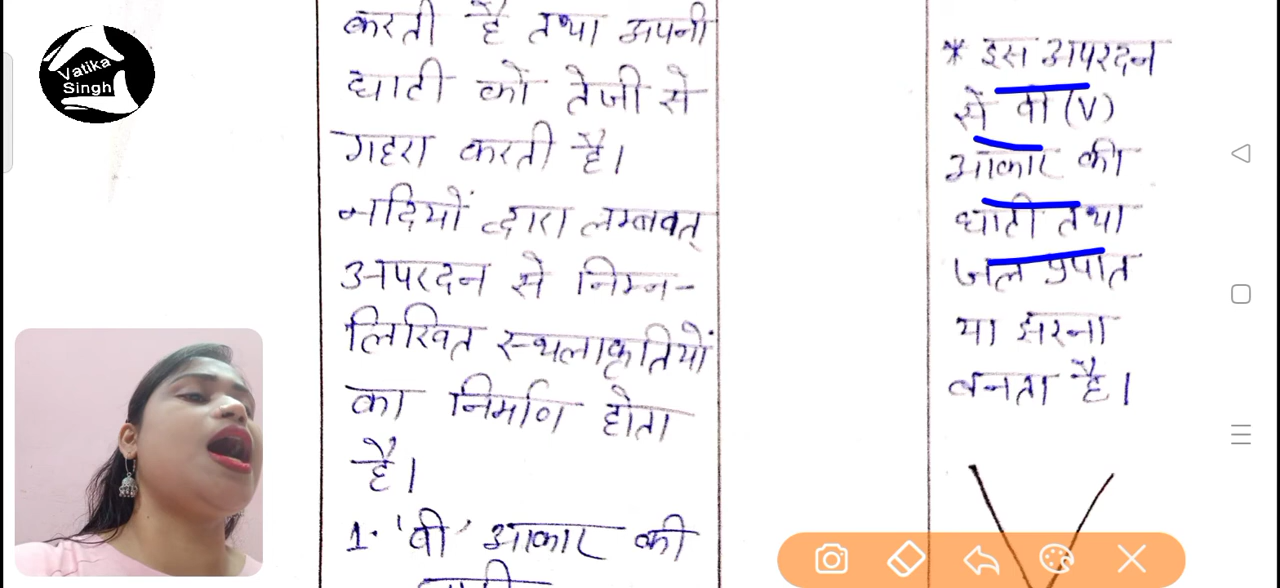 Vatika
Singh
करती है तथा अपनी
घाटी को तेजी से
गहरा करती है।
नदियों द्वारा लम्बवत्
अपरदन से निम्न-
लिखित स्थलाकृतियों
का निर्माण होता
है।
1. 'वी' आकार की
* इस अपरदन
से वी (V)
आकार की
घाटी तथा
जल प्रपात
या झरना
बनता है।